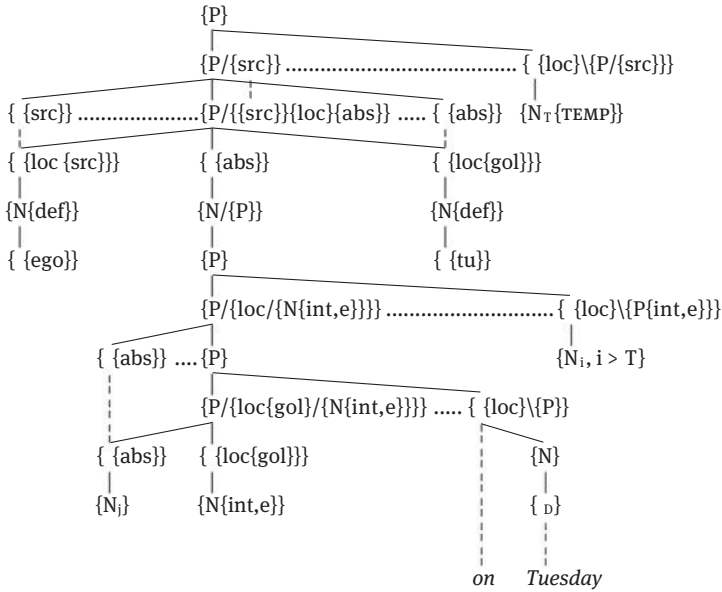 {P}
{P/{src}} ........................................... { {loc}\{P/{src}}}
{ {src}} .......................{P/{{src}}{loc}{abs}} ..... { {abs}} {N_T{TEMP}}
{ {loc {src}}} { {abs}} { {loc{gol}}}
{N{def}} {N/{P}} {N{def}}
{ {ego}} {P} { {tu}}
{P/{loc/{N{int,e}}}} ............................... { {loc}\{P{int,e}}}
{ {abs}} .... {P} {N_i, i > T}
{P/{loc{gol}/{N{int,e}}}} ..... { {loc}\{P}}
{ {abs}} { {loc{gol}}} {N}
{N_j} {N{int,e}} { _D}
on Tuesday